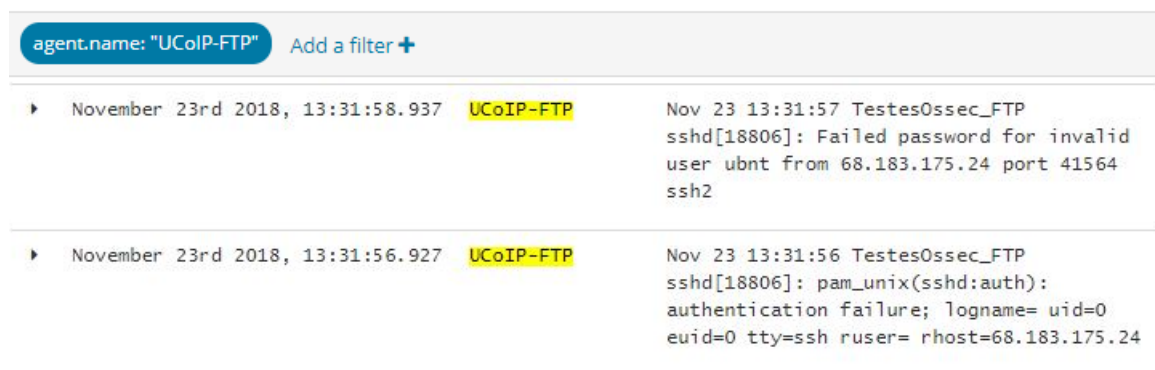 agent.name: "UCoIP-FTP" Add a filter +
November 23rd 2018, 13:31:58.937 UCoIP-FTP Nov 23 13:31:57 TestesOssec_FTP
sshd[18806]: Failed password for invalid
user ubnt from 68.183.175.24 port 41564
ssh2
November 23rd 2018, 13:31:56.927 UCoIP-FTP Nov 23 13:31:56 TestesOssec_FTP
sshd[18806]: pam_unix(sshd:auth):
authentication failure; logname= uid=0
euid=0 tty=ssh ruser= rhost=68.183.175.24